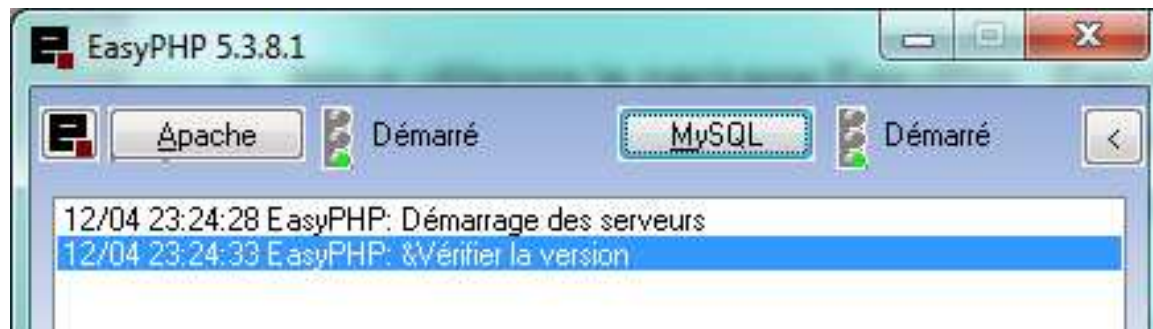 EasyPHP 5.3.8.1
Apache Démarré MySQL Démarré <
12/04 23:24:28 EasyPHP: Démarrage des serveurs
12/04 23:24:33 EasyPHP: &Vérifier la version